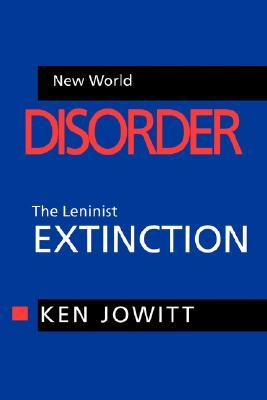 New World
DISORDER
The Leninist
EXTINCTION
KEN JOWITT